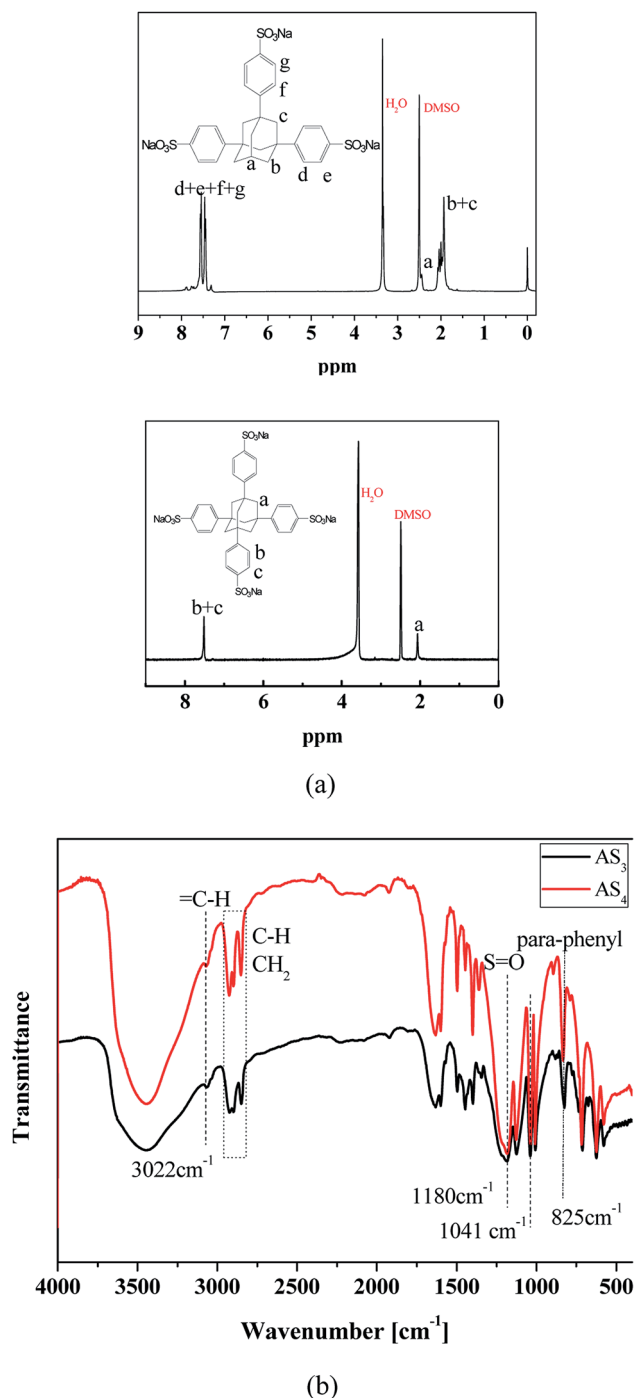 SO₃Na
g
f
c
NaO₃S
SO₃Na
a
b
d
e
H₂O
DMSO
d+e+f+g
b+c
a
9 8 7 6 5 4 3 2 1 0
ppm
SO₃Na
a
NaO₃S
SO₃Na
b
c
SO₃Na
H₂O
DMSO
b+c
a
8 6 4 2 0
ppm
(a)
AS₃
AS₄
=C-H
C-H
CH₂
S=O
para-phenyl
Transmittance
3022cm⁻¹
1180cm⁻¹
1041 cm⁻¹
825cm⁻¹
4000 3500 3000 2500 2000 1500 1000 500
Wavenumber [cm⁻¹]
(b)